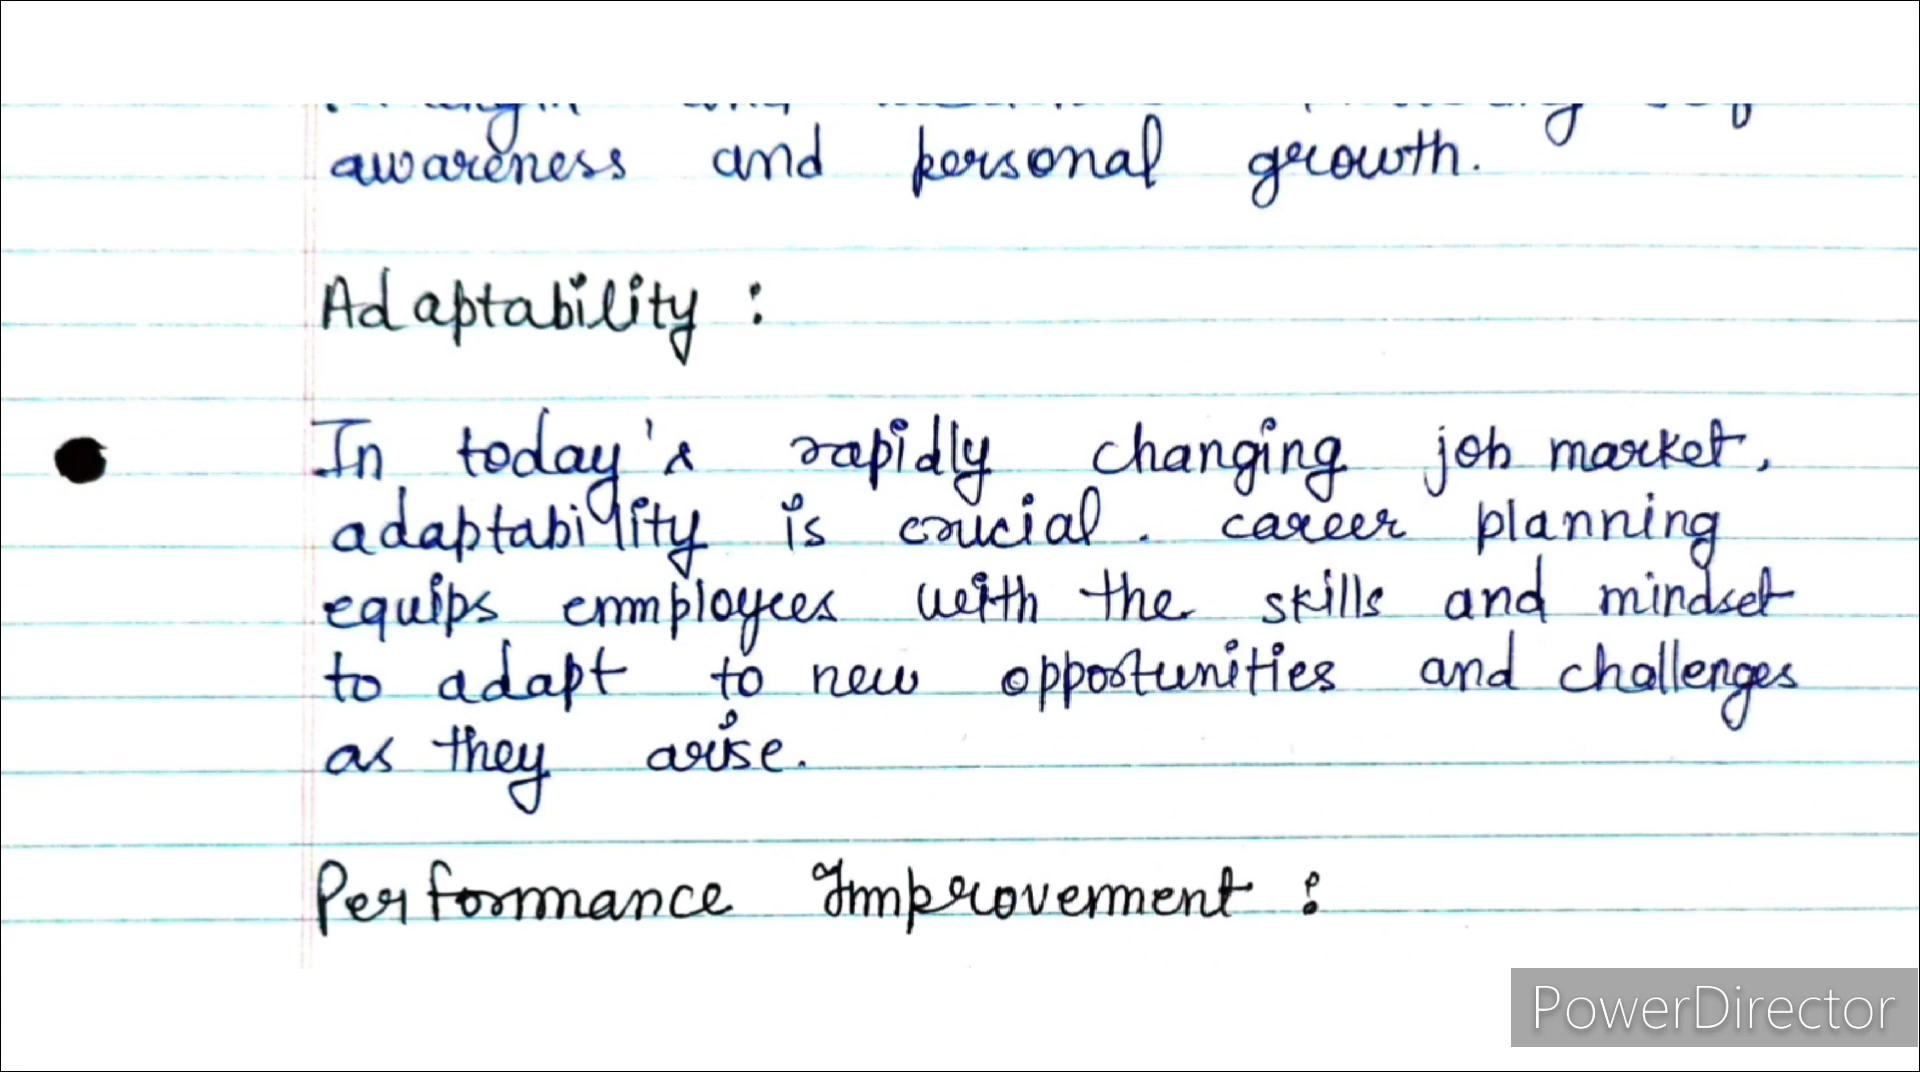 awareness and personal growth.
Adaptability :
In today's rapidly changing job market,
adaptability is crucial. career planning
equips emmployees with the skills and mindset
to adapt to new opportunities and challenges
as they arise.
Performance Improvement :
PowerDirector